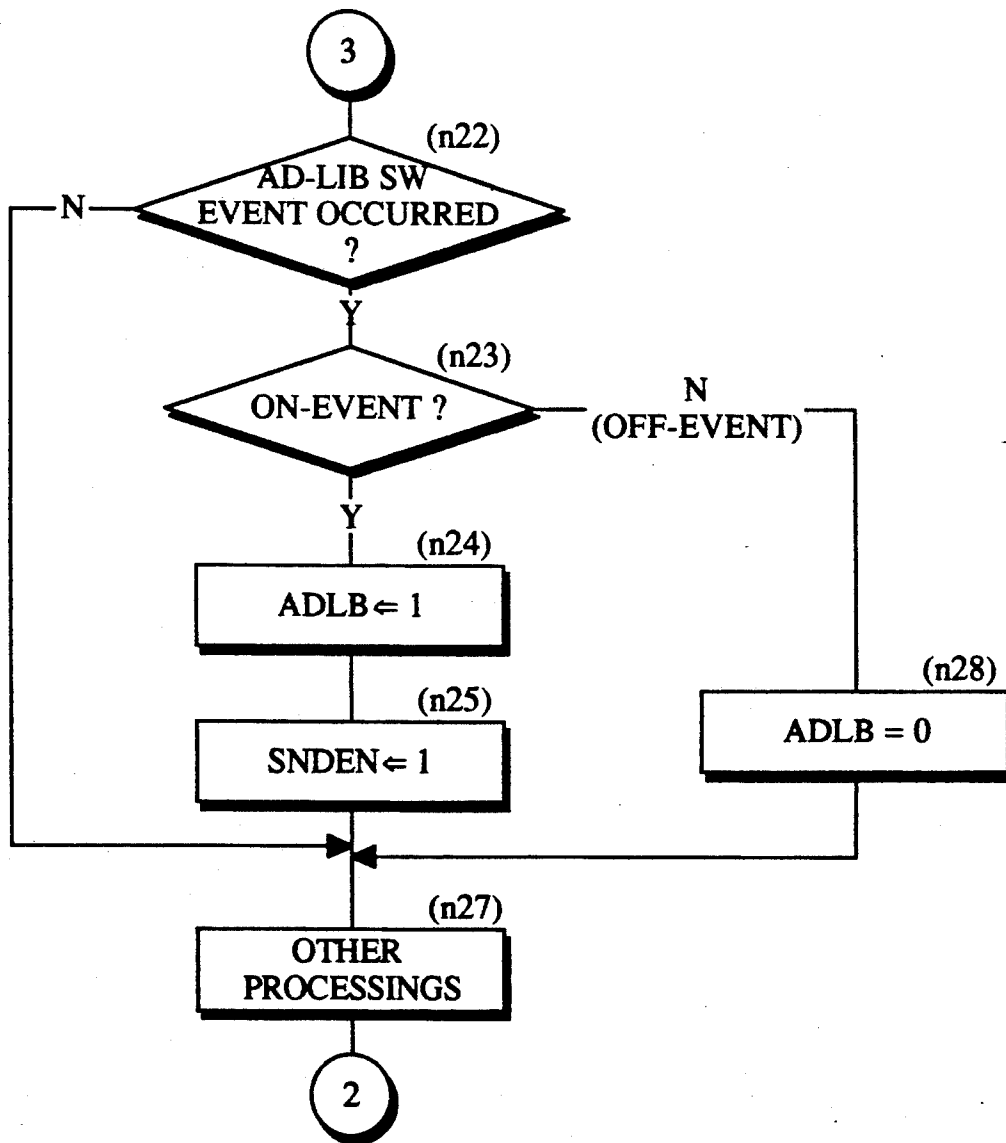 3
(n22)
AD-LIB SW
EVENT OCCURRED
?
N
Y
(n23)
ON-EVENT ?
N
(OFF-EVENT)
Y
(n24)
ADLB ⇐ 1
(n25)
SNDEN ⇐ 1
(n28)
ADLB = 0
(n27)
OTHER
PROCESSINGS
2